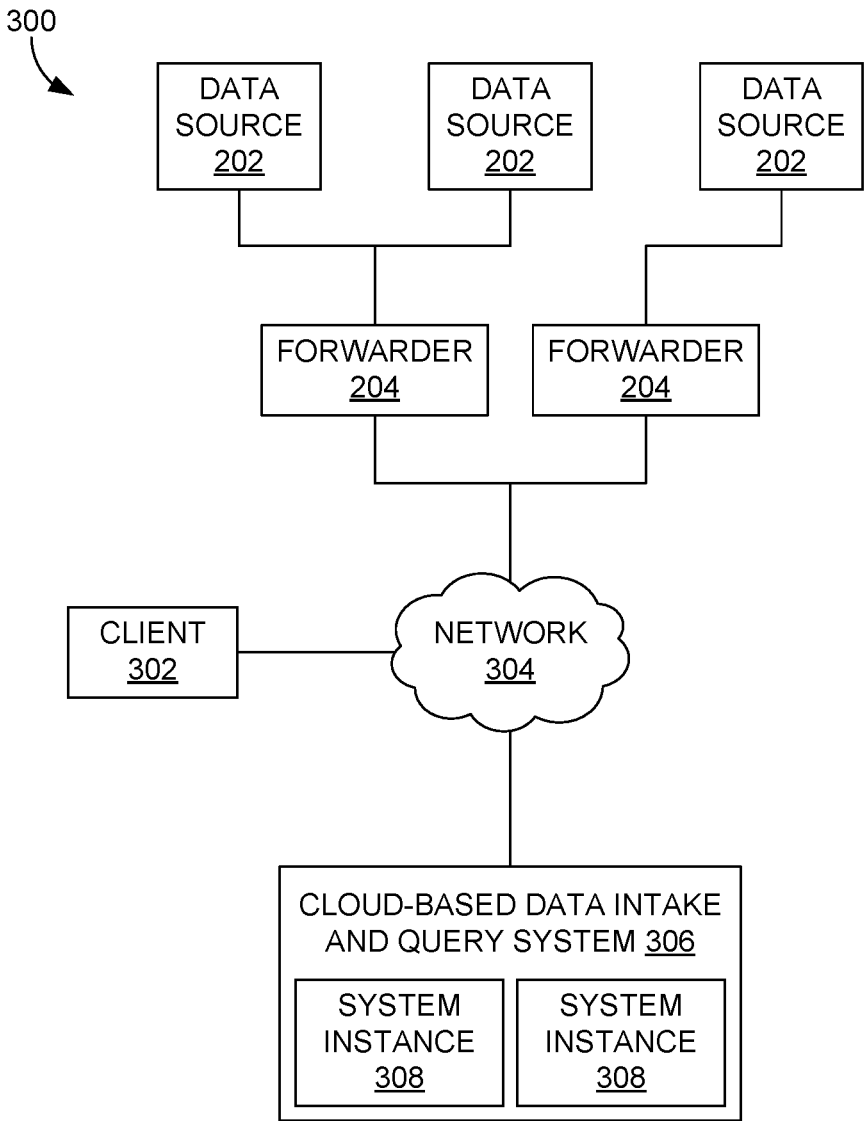 300
DATA
SOURCE
202
DATA
SOURCE
202
DATA
SOURCE
202
FORWARDER
204
FORWARDER
204
CLIENT
302
NETWORK
304
CLOUD-BASED DATA INTAKE
AND QUERY SYSTEM 306
SYSTEM
INSTANCE
308
SYSTEM
INSTANCE
308